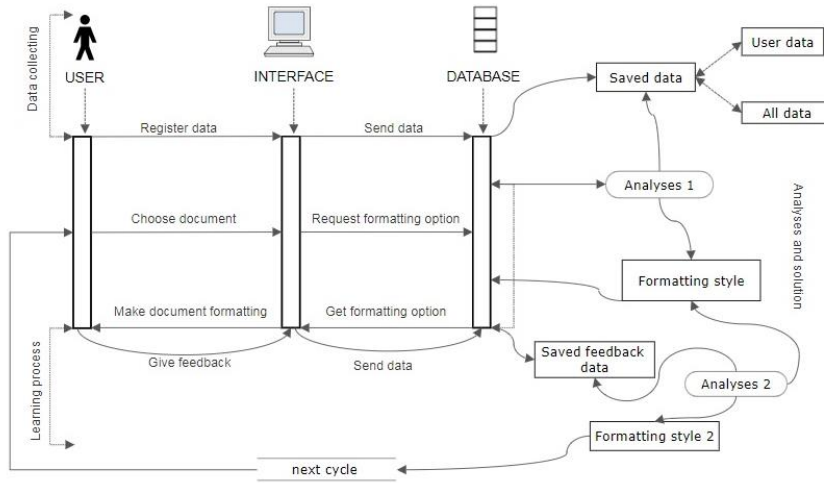 Data collecting
USER
INTERFACE
DATABASE
Saved data
User data
All data
Register data
Send data
Analyses 1
Choose document
Request formatting option
Analyses and solution
Formatting style
Make document formatting
Get formatting option
Learning process
Give feedback
Send data
Saved feedback
data
Analyses 2
Formatting style 2
next cycle